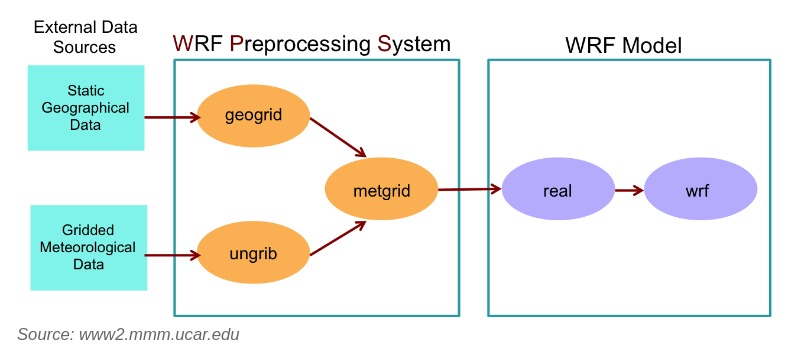 External Data
Sources
WRF Preprocessing System
WRF Model
Static
Geographical
Data
geogrid
metgrid
real
wrf
Gridded
Meteorological
Data
ungrib
Source: www2.mmm.ucar.edu